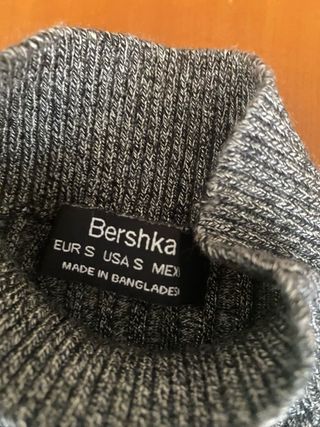 Bershka
EUR S USA S MEX
MADE IN BANGLADES